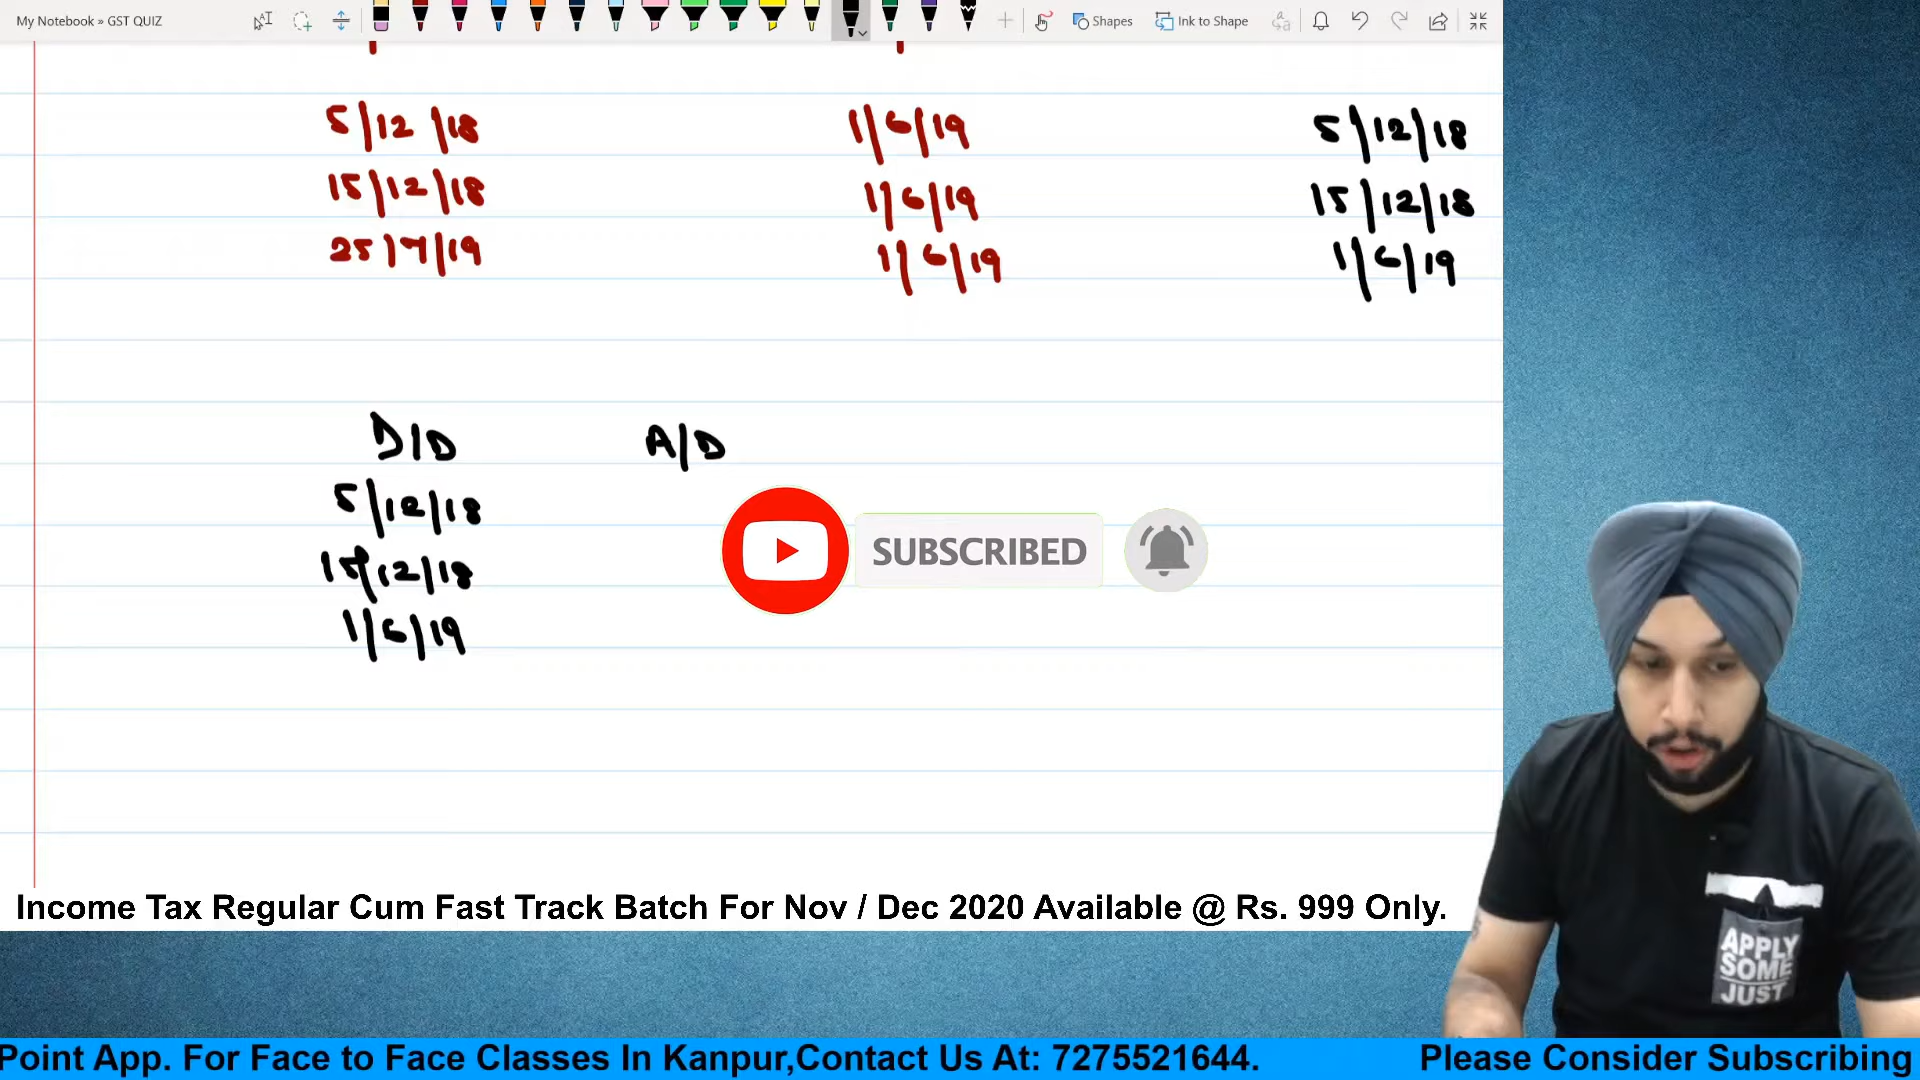 My Notebook » GST QUIZ
Shapes
Ink to Shape
5/12/18 1/6/19 5/12/18
15/12/18 1/6/19 15/12/18
25/7/19 1/6/19 1/6/19
D/D A/D
5/12/18
15/12/18
1/6/19
SUBSCRIBED
APPLY
SOME
JUST
Income Tax Regular Cum Fast Track Batch For Nov / Dec 2020 Available @ Rs. 999 Only.
Point App. For Face to Face Classes In Kanpur,Contact Us At: 7275521644. Please Consider Subscribing